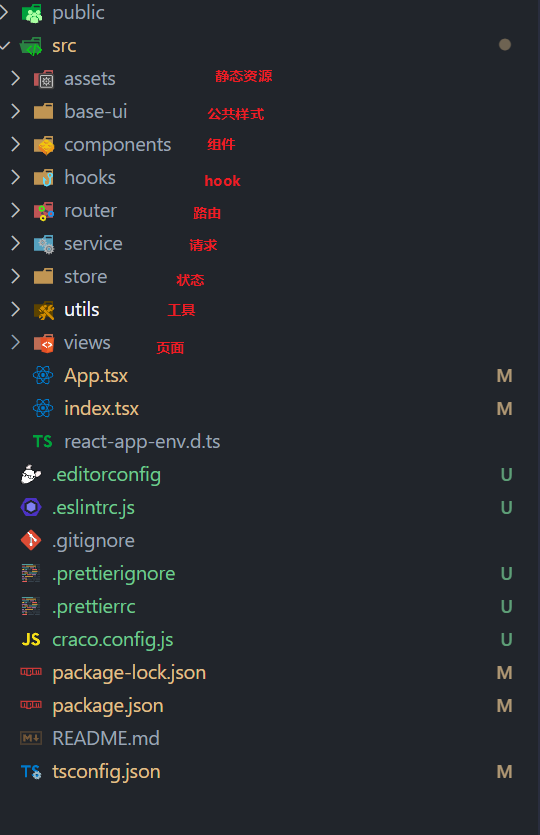 public
src
assets 静态资源
base-ui 公共样式
components 组件
hooks hook
router 路由
service 请求
store 状态
utils 工具
views 页面
App.tsx M
index.tsx M
TS react-app-env.d.ts
.editorconfig U
.eslintrc.js U
.gitignore
.prettierignore U
.prettierrc U
JS craco.config.js U
package-lock.json M
package.json M
README.md
TS tsconfig.json M